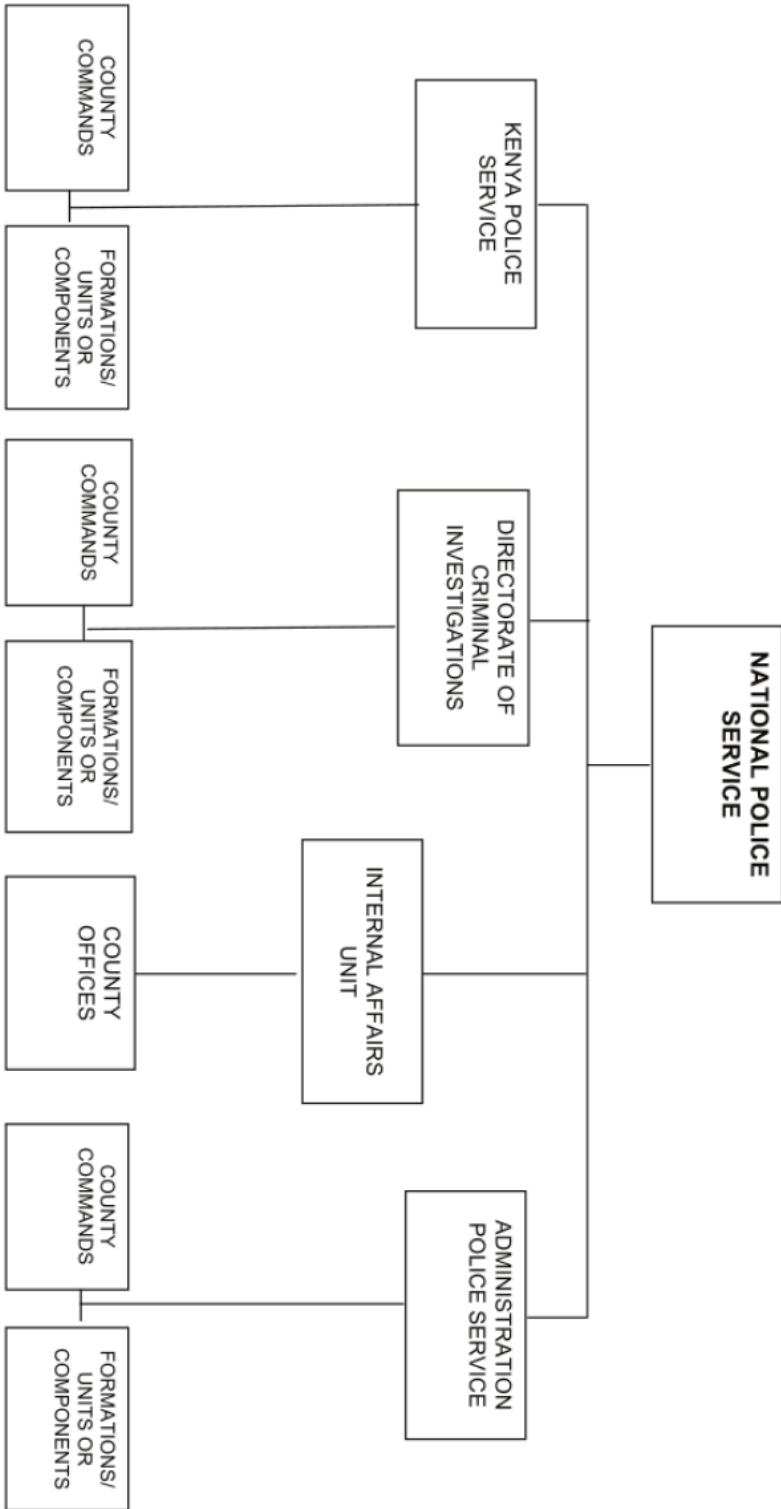 NATIONAL POLICE
SERVICE
KENYA POLICE
SERVICE
DIRECTORATE OF
CRIMINAL
INVESTIGATIONS
INTERNAL AFFAIRS
UNIT
ADMINISTRATION
POLICE SERVICE
COUNTY
COMMANDS
FORMATIONS/
UNITS OR
COMPONENTS
COUNTY
COMMANDS
FORMATIONS/
UNITS OR
COMPONENTS
COUNTY
OFFICES
COUNTY
COMMANDS
FORMATIONS/
UNITS OR
COMPONENTS